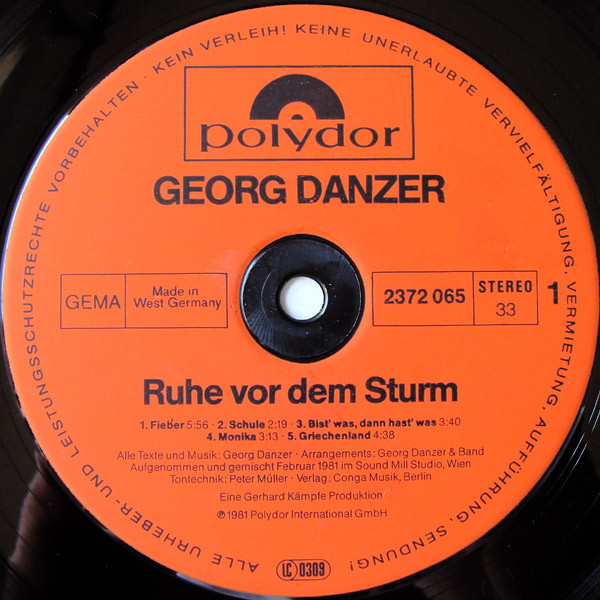 ALLE URHEBER- UND LEISTUNGSSCHUTZRECHTE VORBEHALTEN · KEIN VERLEIH! KEINE UNERLAUBTE VERVIELFÄLTIGUNG, VERMIETUNG, AUFFÜHRUNG, SENDUNG!
polydor
GEORG DANZER
GEMA
Made in
West Germany
2372 065
STEREO
33
1
Ruhe vor dem Sturm
1. Fieber 5:56 · 2. Schule 2:19 · 3. Bist' was, dann hast' was 3:40
4. Monika 3:13 · 5. Griechenland 4:38
Alle Texte und Musik: Georg Danzer · Arrangements: Georg Danzer & Band
Aufgenommen und gemischt Februar 1981 im Sound Mill Studio, Wien
Tontechnik: Peter Müller · Verlag: Conga Musik, Berlin
Eine Gerhard Kämpfe Produktion
℗ 1981 Polydor International GmbH
LC 0309